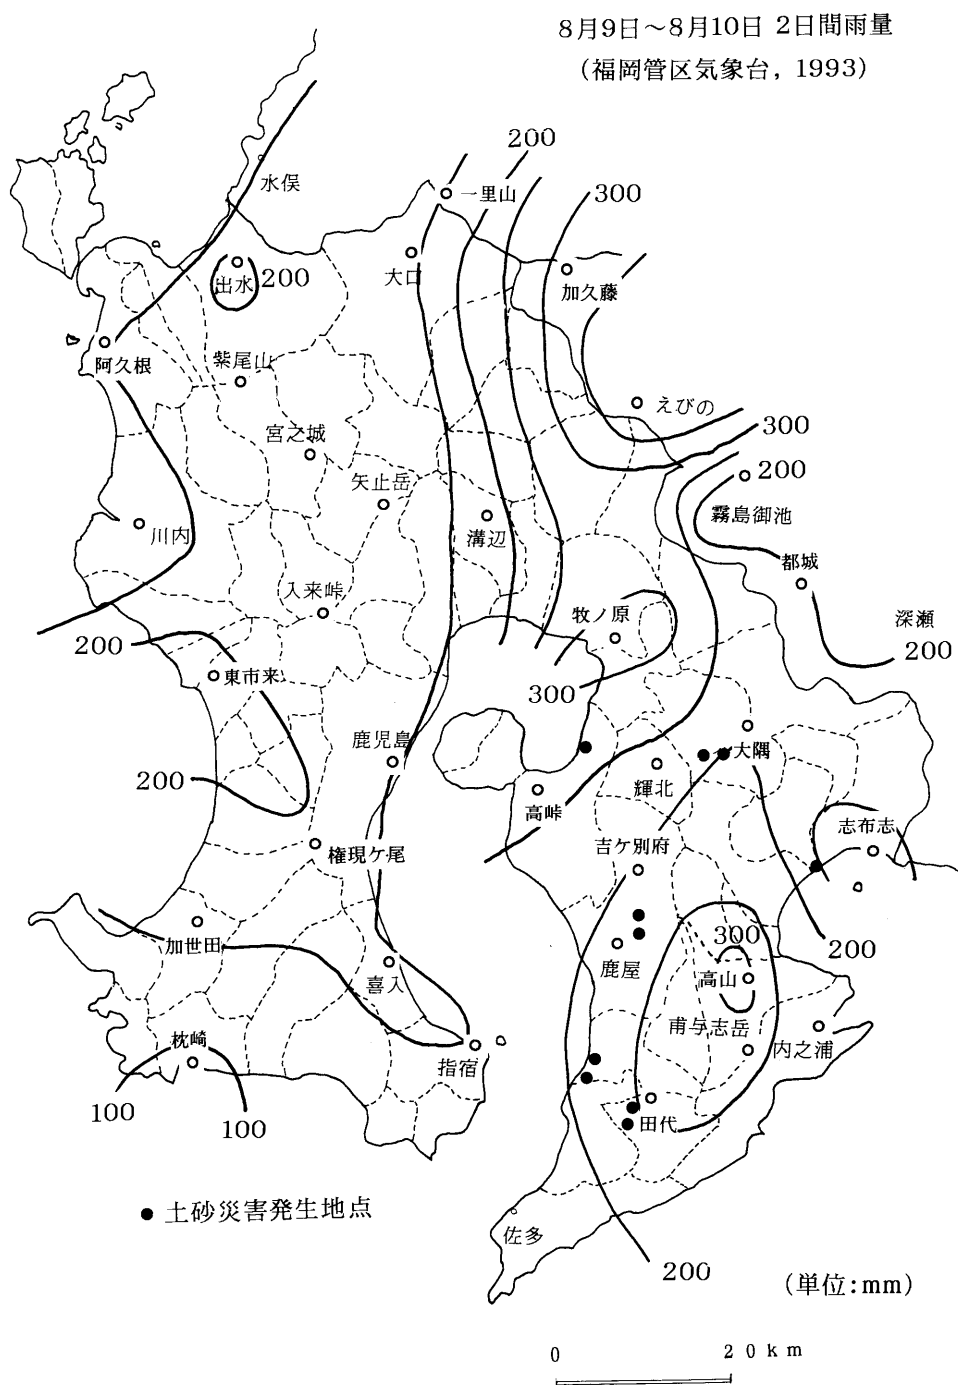 8月9日～8月10日 2日間雨量
（福岡管区気象台，1993）
200
水俣
一里山
300
大口
出水
200
加久藤
阿久根
紫尾山
えびの
宮之城
300
200
矢止岳
霧島御池
川内
溝辺
都城
入来峠
牧ノ原
深瀬
200
200
東市来
300
鹿児島
大隅
200
輝北
高峠
志布志
権現ケ尾
吉ケ別府
加世田
300
200
鹿屋
高山
喜入
甫与志岳
枕崎
内之浦
指宿
100
100
田代
● 土砂災害発生地点
佐多
200
（単位:mm）
0 20km